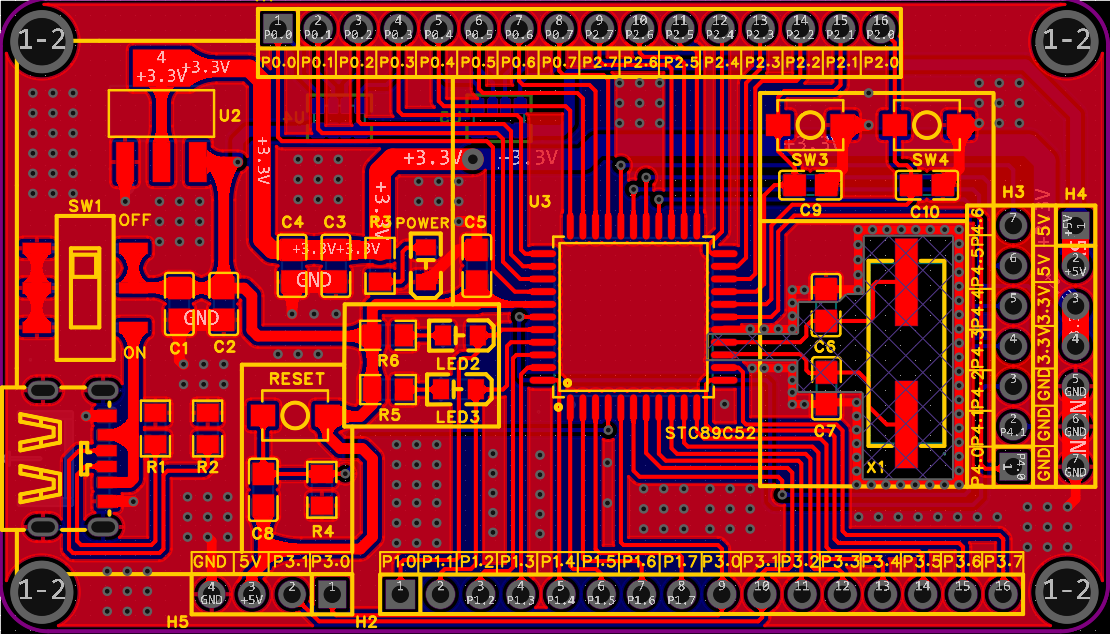 1 2 3 4 5 6 7 8 9 10 11 12 13 14 15 16
P0.0 P0.1 P0.2 P0.3 P0.4 P0.5 P0.6 P0.7 P2.7 P2.6 P2.5 P2.4 P2.3 P2.2 P2.1 P2.0
1-2
1-2
P0.0 P0.1 P0.2 P0.3 P0.4 P0.5 P0.6 P0.7 P2.7 P2.6 P2.5 P2.4 P2.3 P2.2 P2.1 P2.0
4
+3.3V
+3.3V
U2
+3.3V
+3.3V
+3.3V
+3.3V
SW3
SW4
+3.3V
U3
C9
C10
H3
H4
SW1
OFF
C4
C3
R3
POWER
C5
+3.3V
+3.3V
GND
GND
C1
C2
ON
R6
LED2
R5
LED3
RESET
STC89C52
C6
C7
X1
R1
R2
C8
R4
P4.6
P4.5
P4.4
P4.3
P4.2
P4.1
P4.0
7
6
5
4
3
2
P4.1
1
P4.0
5V
5V
3.3V
3.3V
GND
GND
GND
1
+5V
2
+5V
3
4
5
GND
6
GND
7
GND
GND 5V P3.1 P3.0
P1.0 P1.1 P1.2 P1.3 P1.4 P1.5 P1.6 P1.7 P3.0 P3.1 P3.2 P3.3 P3.4 P3.5 P3.6 P3.7
1-2
4
GND
3
+5V
2
1
1 2 3 4 5 6 7 8 9 10 11 12 13 14 15 16
P1.2 P1.3 P1.4 P1.5 P1.6 P1.7
1-2
H5
H2